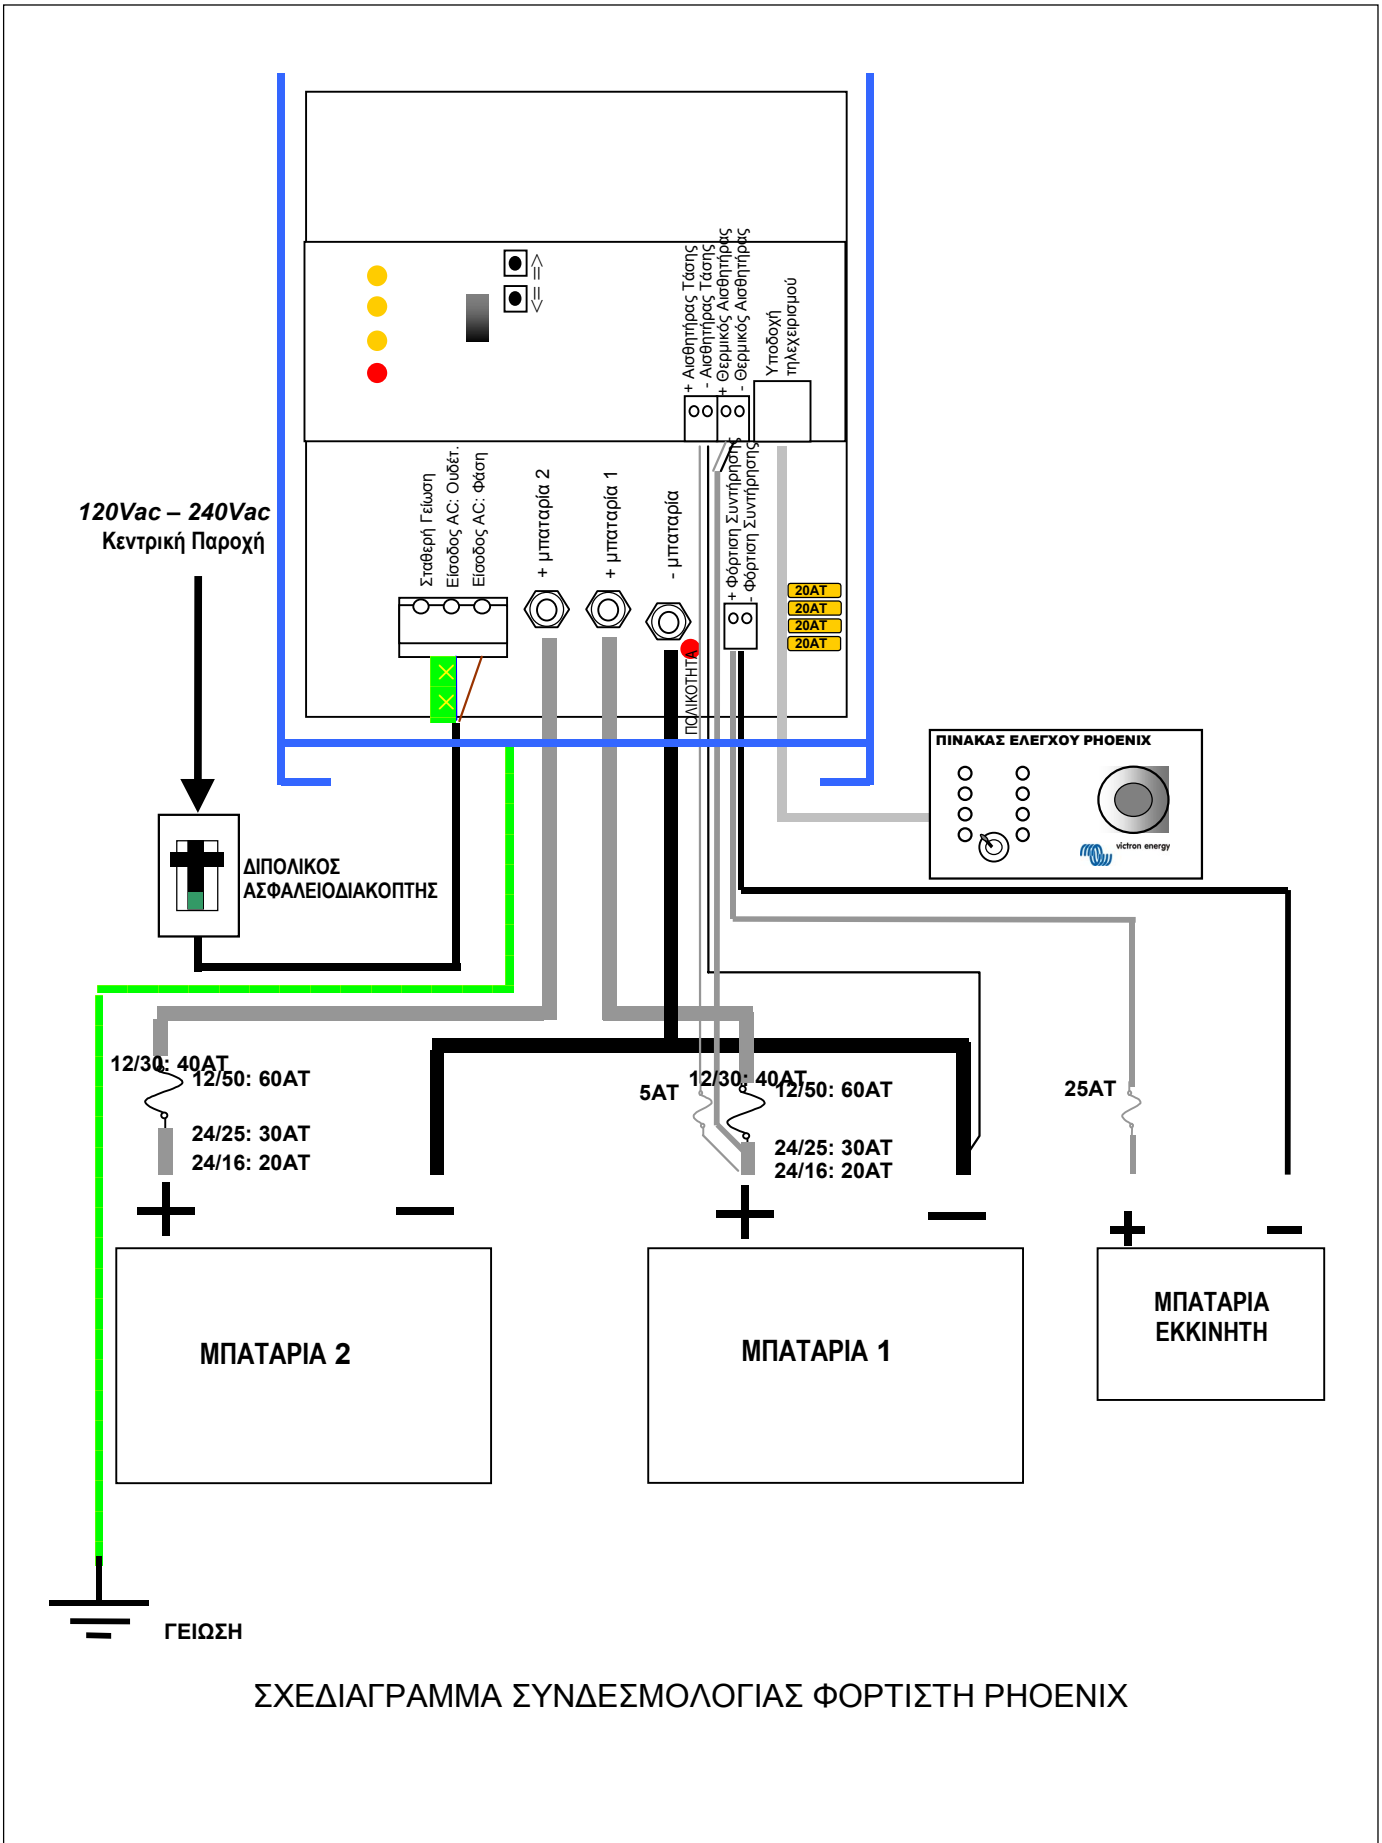 + Αισθητήρας Τάσης
- Αισθητήρας Τάσης
+ Θερμικός Αισθητήρας
- Θερμικός Αισθητήρας
Υποδοχή
τηλεχειρισμού
120Vac – 240Vac
Κεντρική Παροχή
Σταθερή Γείωση
Είσοδος AC: Ουδέτ.
Είσοδος AC: Φάση
+ μπαταρία 2
+ μπαταρία 1
- μπαταρία
+ Φόρτιση Συντήρησης
- Φόρτιση Συντήρησης
20AT
20AT
20AT
20AT
ΠΟΛΙΚΟΤΗΤΑ
ΠΙΝΑΚΑΣ ΕΛΕΓΧΟΥ PHOENIX
victron energy
ΔΙΠΟΛΙΚΟΣ
ΑΣΦΑΛΕΙΟΔΙΑΚΟΠΤΗΣ
12/30: 40AT
12/50: 60AT
24/25: 30AT
24/16: 20AT
5AT
12/30: 40AT
12/50: 60AT
24/25: 30AT
24/16: 20AT
25AT
ΜΠΑΤΑΡΙΑ 2
ΜΠΑΤΑΡΙΑ 1
ΜΠΑΤΑΡΙΑ
ΕΚΚΙΝΗΤΗ
ΓΕΙΩΣΗ
ΣΧΕΔΙΑΓΡΑΜΜΑ ΣΥΝΔΕΣΜΟΛΟΓΙΑΣ ΦΟΡΤΙΣΤΗ PHOENIX